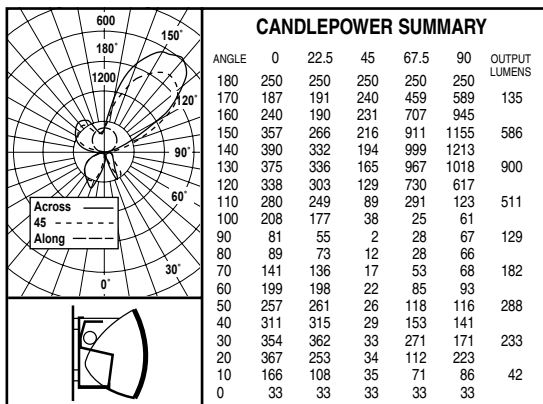 600
180° 150°
1200
120°
90°
60°
30°
0°
Across
45
Along
CANDLEPOWER SUMMARY
ANGLE 0 22.5 45 67.5 90 OUTPUT
LUMENS
180 250 250 250 250 250
170 187 191 240 459 589 135
160 240 190 231 707 945
150 357 266 216 911 1155 586
140 390 332 194 999 1213
130 375 336 165 967 1018 900
120 338 303 129 730 617
110 280 249 89 291 123 511
100 208 177 38 25 61
90 81 55 2 28 67 129
80 89 73 12 28 66
70 141 136 17 53 68 182
60 199 198 22 85 93
50 257 261 26 118 116 288
40 311 315 29 153 141
30 354 362 33 271 171 233
20 367 253 34 112 223
10 166 108 35 71 86 42
0 33 33 33 33 33